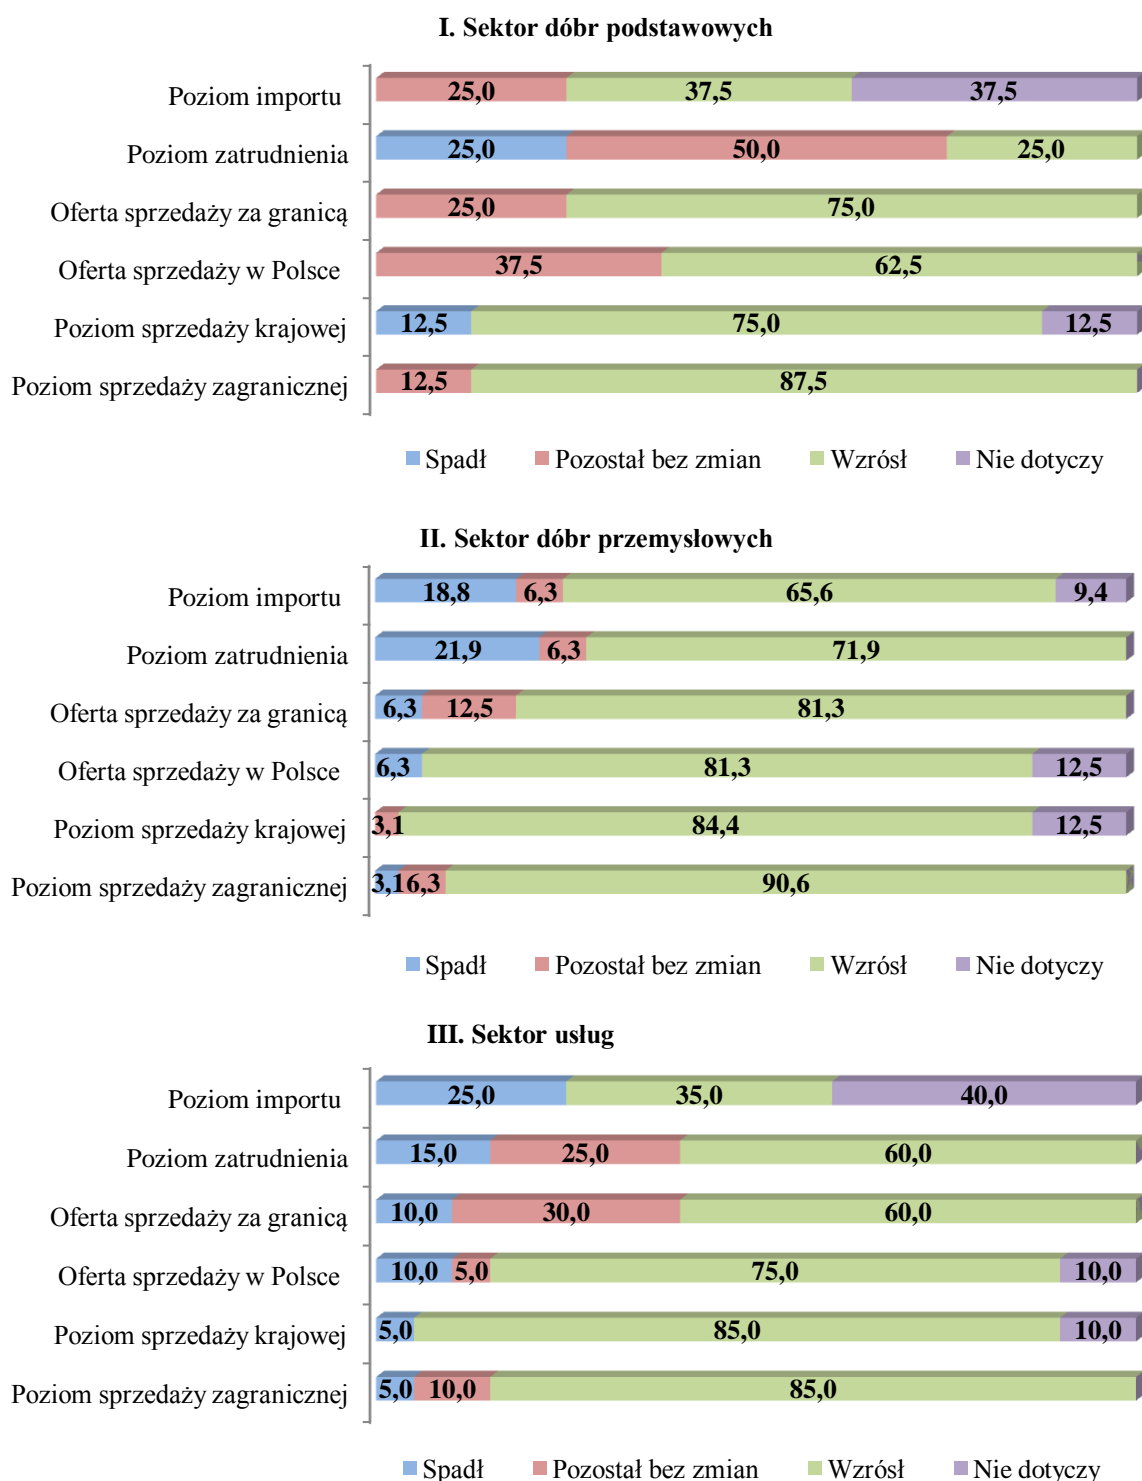 I. Sektor dóbr podstawowych
Poziom importu 25,0 37,5 37,5
Poziom zatrudnienia 25,0 50,0 25,0
Oferta sprzedaży za granicą 25,0 75,0
Oferta sprzedaży w Polsce 37,5 62,5
Poziom sprzedaży krajowej 12,5 75,0 12,5
Poziom sprzedaży zagranicznej 12,5 87,5
Spadł Pozostał bez zmian Wzrósł Nie dotyczy
II. Sektor dóbr przemysłowych
Poziom importu 18,8 6,3 65,6 9,4
Poziom zatrudnienia 21,9 6,3 71,9
Oferta sprzedaży za granicą 6,3 12,5 81,3
Oferta sprzedaży w Polsce 6,3 81,3 12,5
Poziom sprzedaży krajowej 3,1 84,4 12,5
Poziom sprzedaży zagranicznej 3,1 6,3 90,6
Spadł Pozostał bez zmian Wzrósł Nie dotyczy
III. Sektor usług
Poziom importu 25,0 35,0 40,0
Poziom zatrudnienia 15,0 25,0 60,0
Oferta sprzedaży za granicą 10,0 30,0 60,0
Oferta sprzedaży w Polsce 10,0 5,0 75,0 10,0
Poziom sprzedaży krajowej 5,0 85,0 10,0
Poziom sprzedaży zagranicznej 5,0 10,0 85,0
Spadł Pozostał bez zmian Wzrósł Nie dotyczy